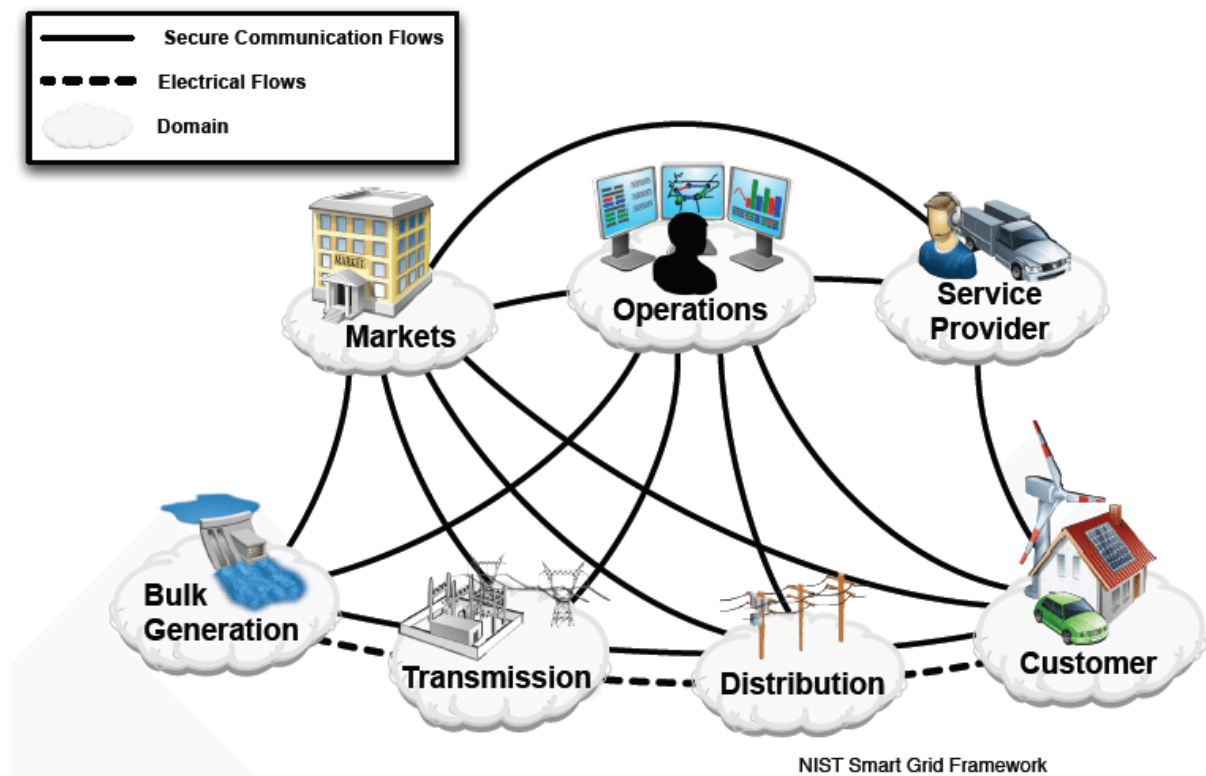 Secure Communication Flows
Electrical Flows
Domain
MARKET
Markets
Operations
Service
Provider
Bulk
Generation
Transmission
Distribution
Customer
NIST Smart Grid Framework